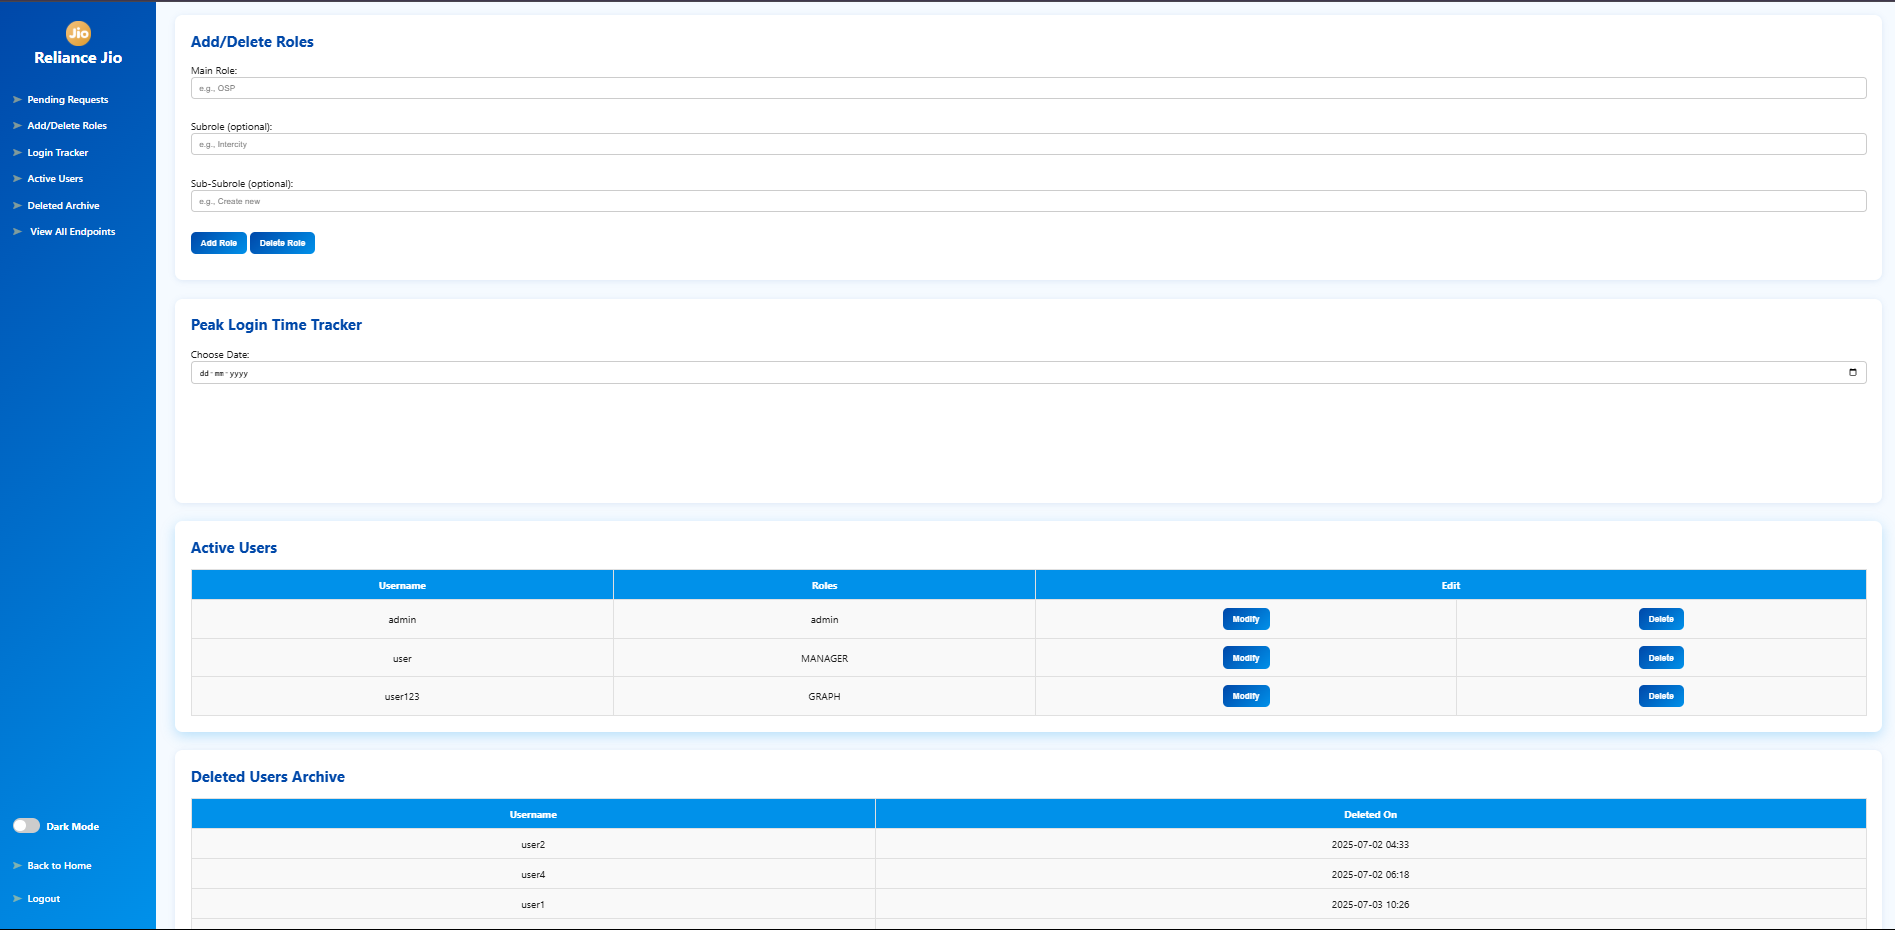 Jio
Reliance Jio
➤ Pending Requests
➤ Add/Delete Roles
➤ Login Tracker
➤ Active Users
➤ Deleted Archive
➤ View All Endpoints
Dark Mode
➤ Back to Home
➤ Logout
Add/Delete Roles
Main Role:
e.g., OSP
Subrole (optional):
e.g., Intercity
Sub-Subrole (optional):
e.g., Create new
Add Role Delete Role
Peak Login Time Tracker
Choose Date:
dd-mm-yyyy
Active Users
Username Roles Edit
admin admin Modify Delete
user MANAGER Modify Delete
user123 GRAPH Modify Delete
Deleted Users Archive
Username Deleted On
user2 2025-07-02 04:33
user4 2025-07-02 06:18
user1 2025-07-03 10:26